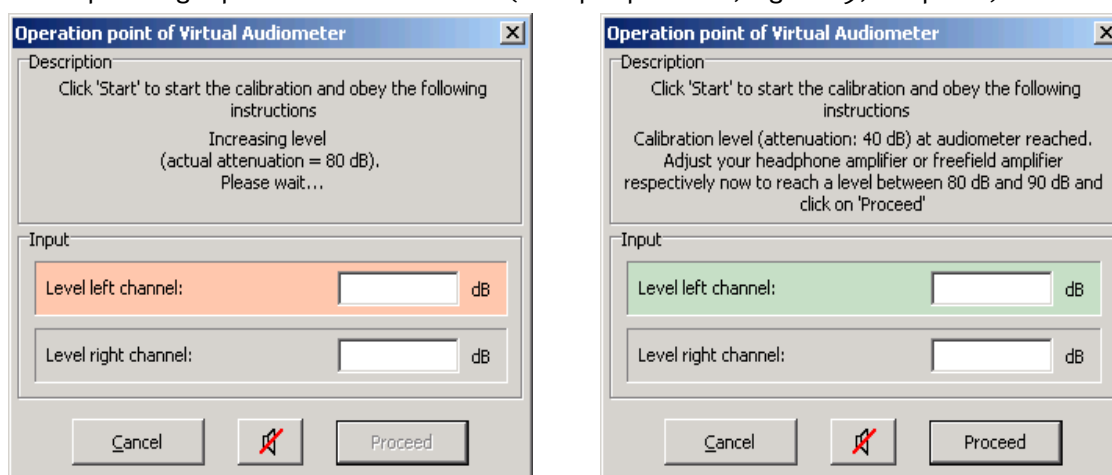 Operation point of Virtual Audiometer
Description
Click 'Start' to start the calibration and obey the following
instructions
Increasing level
(actual attenuation = 80 dB).
Please wait...
Input
Level left channel: dB
Level right channel: dB
Cancel Proceed
Operation point of Virtual Audiometer
Description
Click 'Start' to start the calibration and obey the following
instructions
Calibration level (attenuation: 40 dB) at audiometer reached.
Adjust your headphone amplifier or freefield amplifier
respectively now to reach a level between 80 dB and 90 dB and
click on 'Proceed'
Input
Level left channel: dB
Level right channel: dB
Cancel Proceed